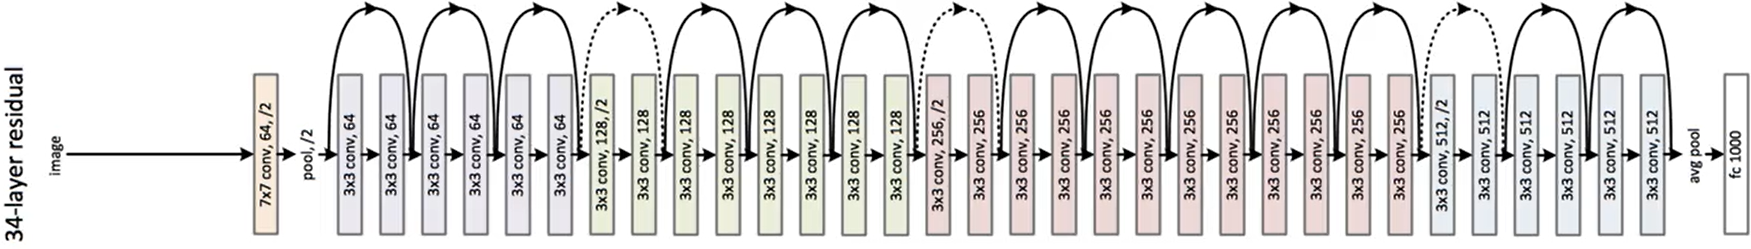 34-layer residual
image
7x7 conv, 64, /2
pool, /2
3x3 conv, 64
3x3 conv, 64
3x3 conv, 64
3x3 conv, 64
3x3 conv, 64
3x3 conv, 64
3x3 conv, 128, /2
3x3 conv, 128
3x3 conv, 128
3x3 conv, 128
3x3 conv, 128
3x3 conv, 128
3x3 conv, 128
3x3 conv, 128
3x3 conv, 256, /2
3x3 conv, 256
3x3 conv, 256
3x3 conv, 256
3x3 conv, 256
3x3 conv, 256
3x3 conv, 256
3x3 conv, 256
3x3 conv, 256
3x3 conv, 256
3x3 conv, 256
3x3 conv, 256
3x3 conv, 512, /2
3x3 conv, 512
3x3 conv, 512
3x3 conv, 512
3x3 conv, 512
3x3 conv, 512
avg pool
fc 1000